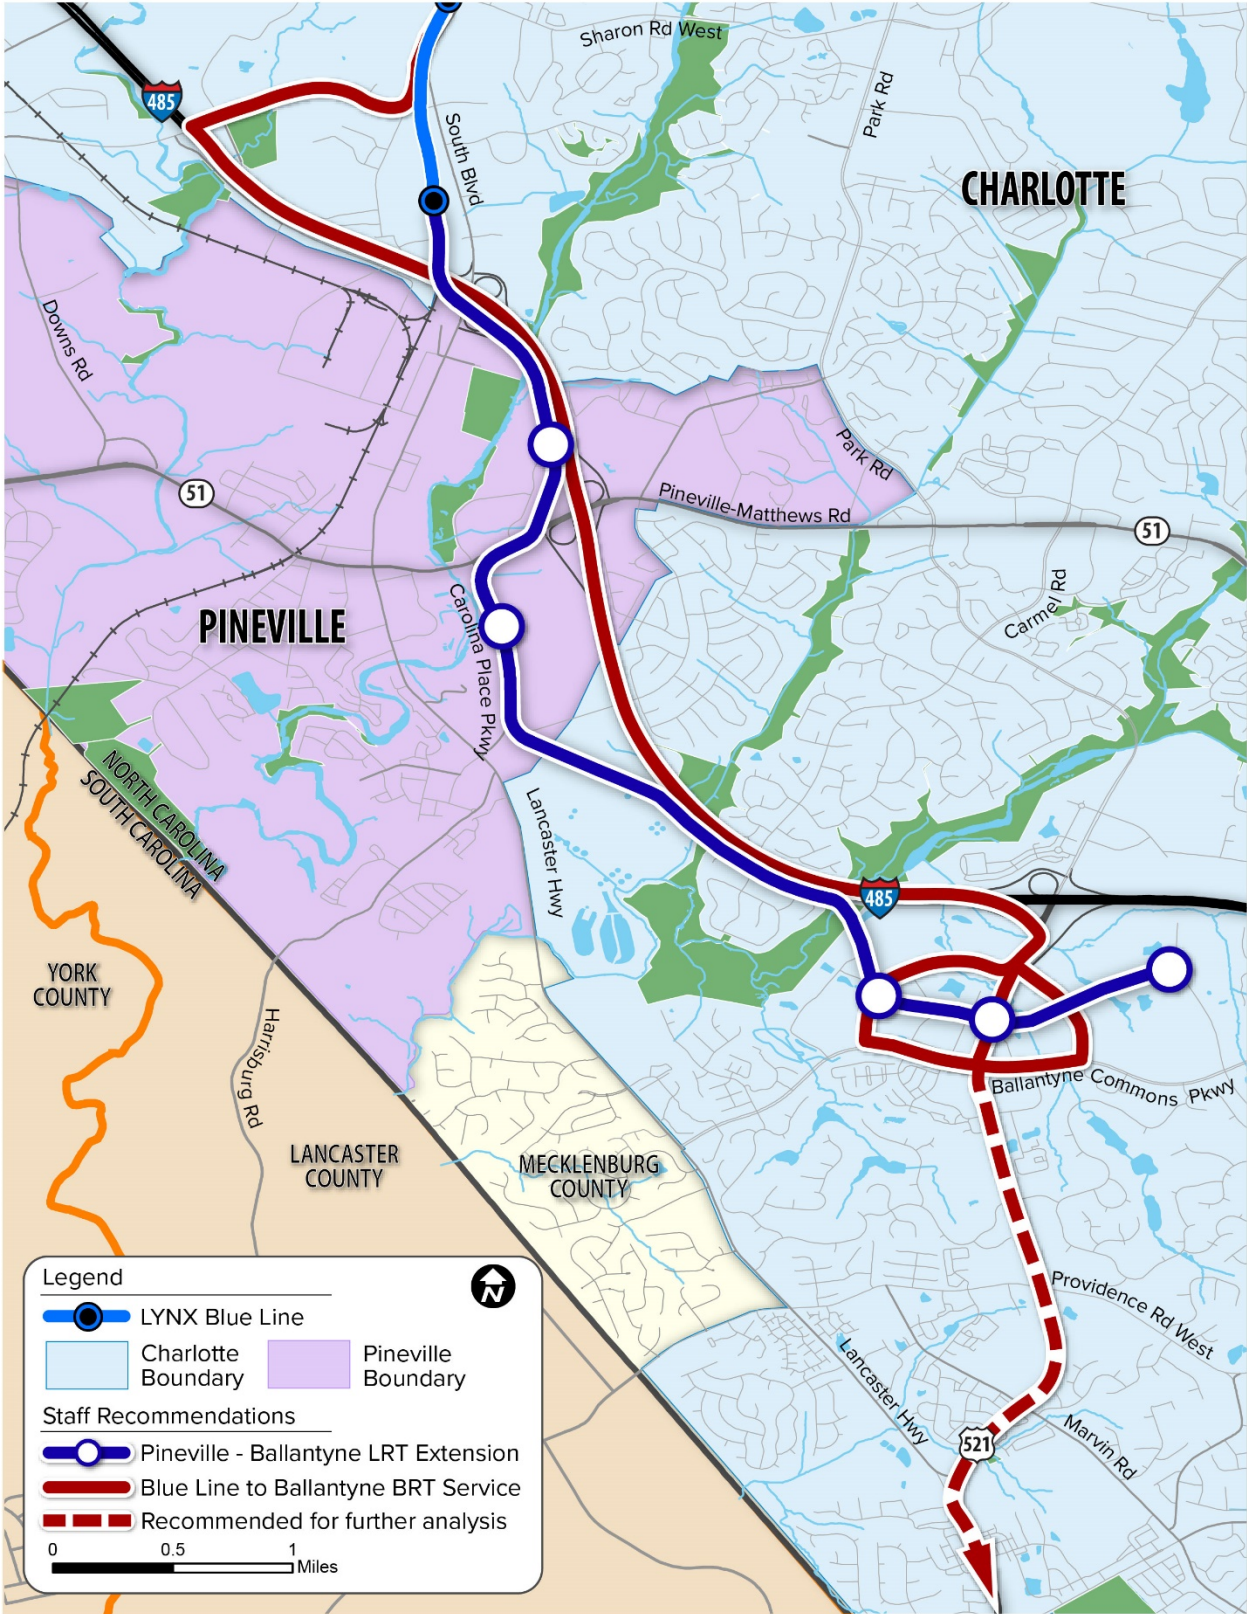 Sharon Rd West
485
Park Rd
South Blvd
CHARLOTTE
Downs Rd
Park Rd
51
Pineville-Matthews Rd
51
Carmel Rd
PINEVILLE
Carolina Place Pkwy
NORTH CAROLINA
SOUTH CAROLINA
Lancaster Hwy
485
YORK
COUNTY
Harrisburg Rd
Ballantyne Commons Pkwy
LANCASTER
COUNTY
MECKLENBURG
COUNTY
Providence Rd West
Lancaster Hwy
521
Marvin Rd
Legend
N
LYNX Blue Line
Charlotte
Boundary
Pineville
Boundary
Staff Recommendations
Pineville - Ballantyne LRT Extension
Blue Line to Ballantyne BRT Service
Recommended for further analysis
0 0.5 1
Miles